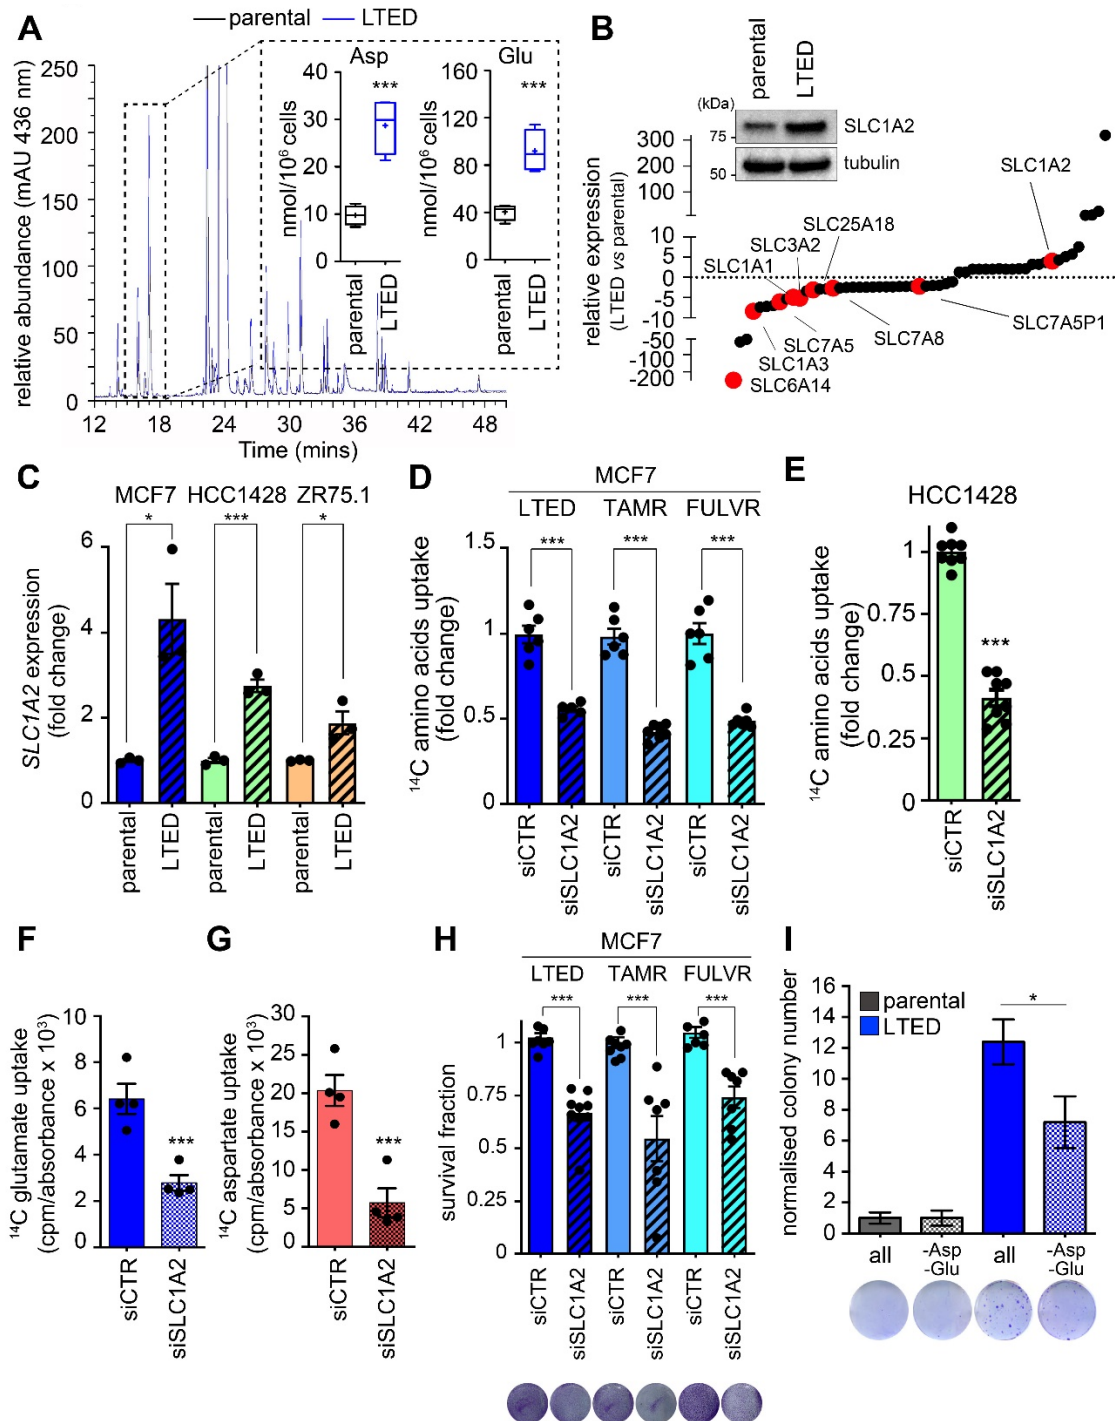 A
parental
LTED
relative abundance (mAU 436 nm)
250
200
150
100
50
0
12
18
24
30
36
42
48
Time (mins)
Asp
nmol/10⁶ cells
40
30
20
10
0
***
parental
LTED
Glu
nmol/10⁶ cells
160
120
80
40
0
***
parental
LTED
B
parental
LTED
(kDa)
75
50
SLC1A2
tubulin
relative expression
(LTED vs parental)
300
200
100
10
5
0
-5
-10
-50
-100
-200
SLC1A2
SLC25A18
SLC3A2
SLC1A1
SLC7A5P1
SLC7A8
SLC7A5
SLC1A3
SLC6A14
C
MCF7 HCC1428 ZR75.1
* *** *
SLC1A2 expression
(fold change)
6
4
2
0
parental
LTED
parental
LTED
parental
LTED
D
MCF7
LTED TAMR FULVR
*** *** ***
¹⁴C amino acids uptake
(fold change)
1
0.5
0
siCTR
siSLC1A2
siCTR
siSLC1A2
siCTR
siSLC1A2
E
HCC1428
¹⁴C amino acids uptake
(fold change)
1
0.75
0.5
0.25
0
***
siCTR
siSLC1A2
F
¹⁴C glutamate uptake
(cpm/absorbance x 10³)
10
8
6
4
2
0
***
siCTR
siSLC1A2
G
¹⁴C aspartate uptake
(cpm/absorbance x 10³)
30
25
20
15
10
5
0
***
siCTR
siSLC1A2
H
MCF7
LTED TAMR FULVR
*** *** ***
survival fraction
1
0.75
0.5
0.25
0
siCTR
siSLC1A2
siCTR
siSLC1A2
siCTR
siSLC1A2
I
parental
LTED
normalised colony number
16
14
12
10
8
6
4
2
0
*
all
-Asp
-Glu
all
-Asp
-Glu